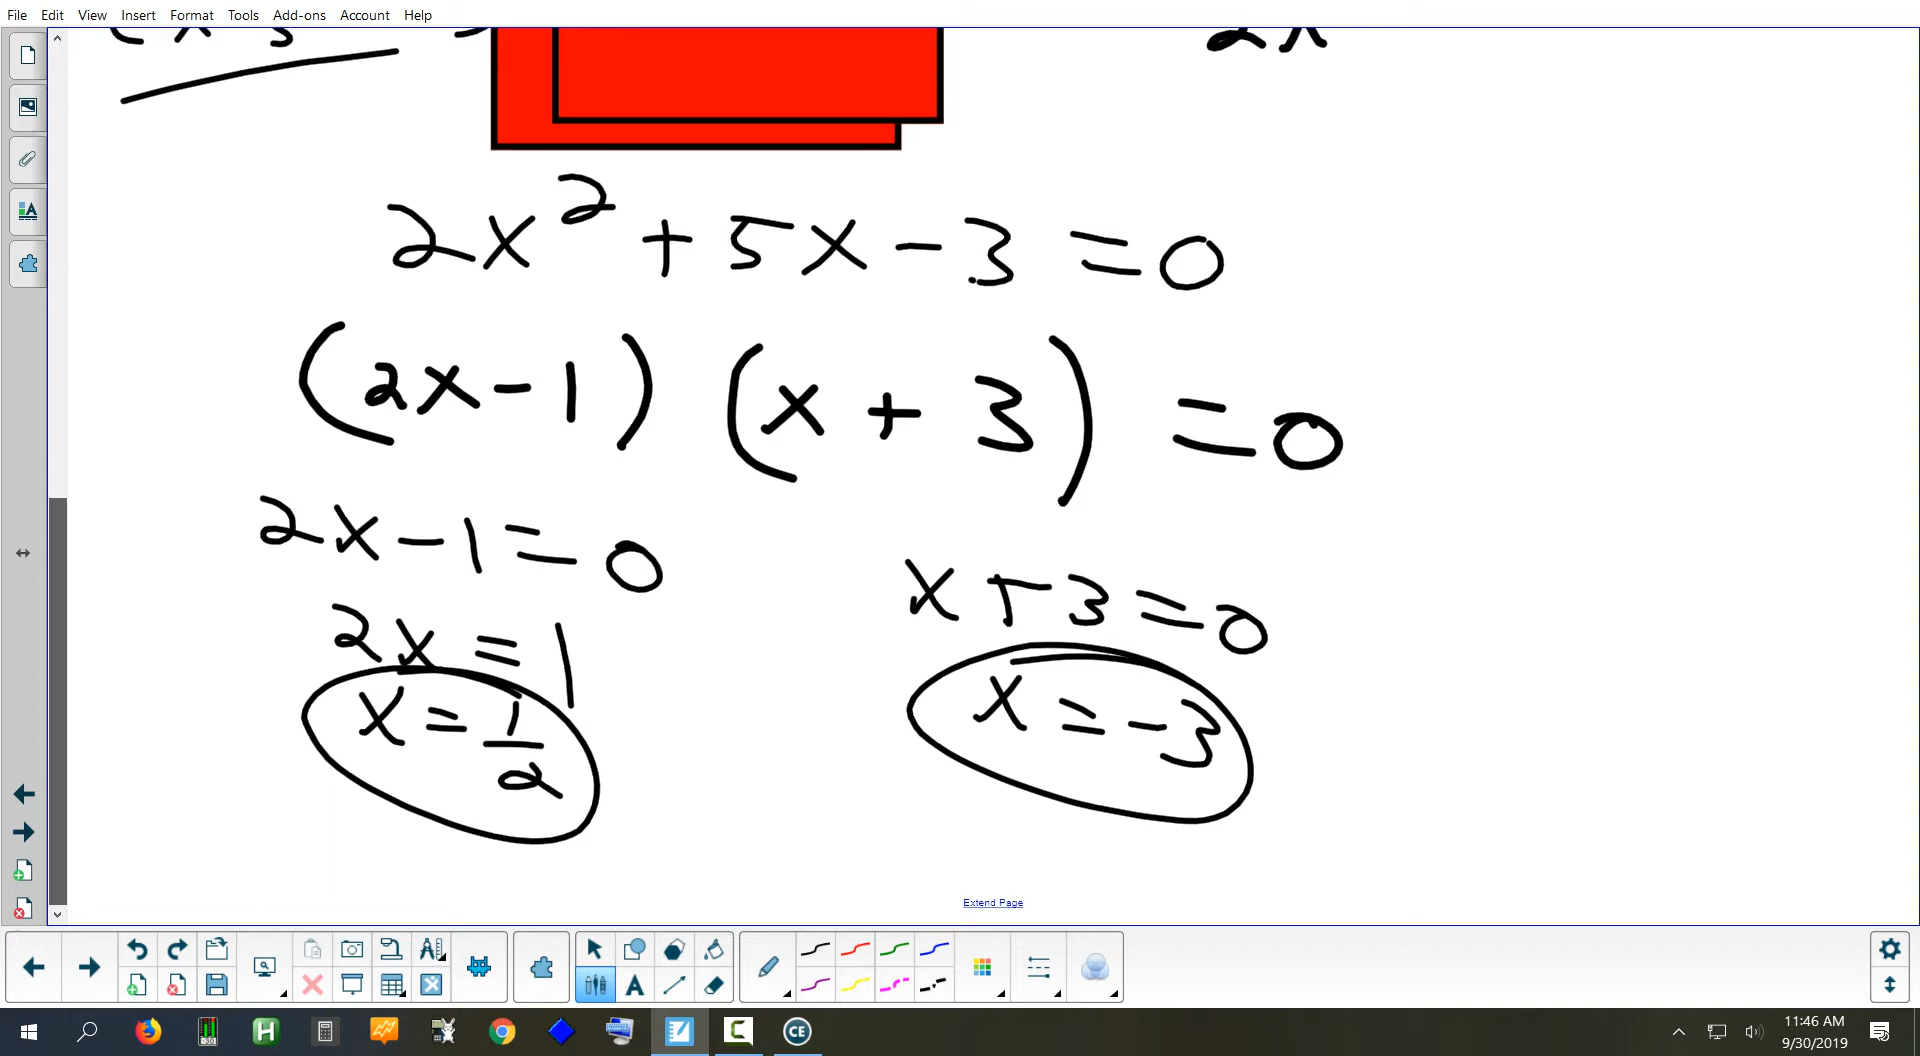 File Edit View Insert Format Tools Add-ons Account Help
2x
2x² + 5x - 3 = 0
(2x - 1) (x + 3) = 0
2x - 1 = 0
x + 3 = 0
2x = 1
x = -3
x = 1/2
Extend Page
11:46 AM
9/30/2019